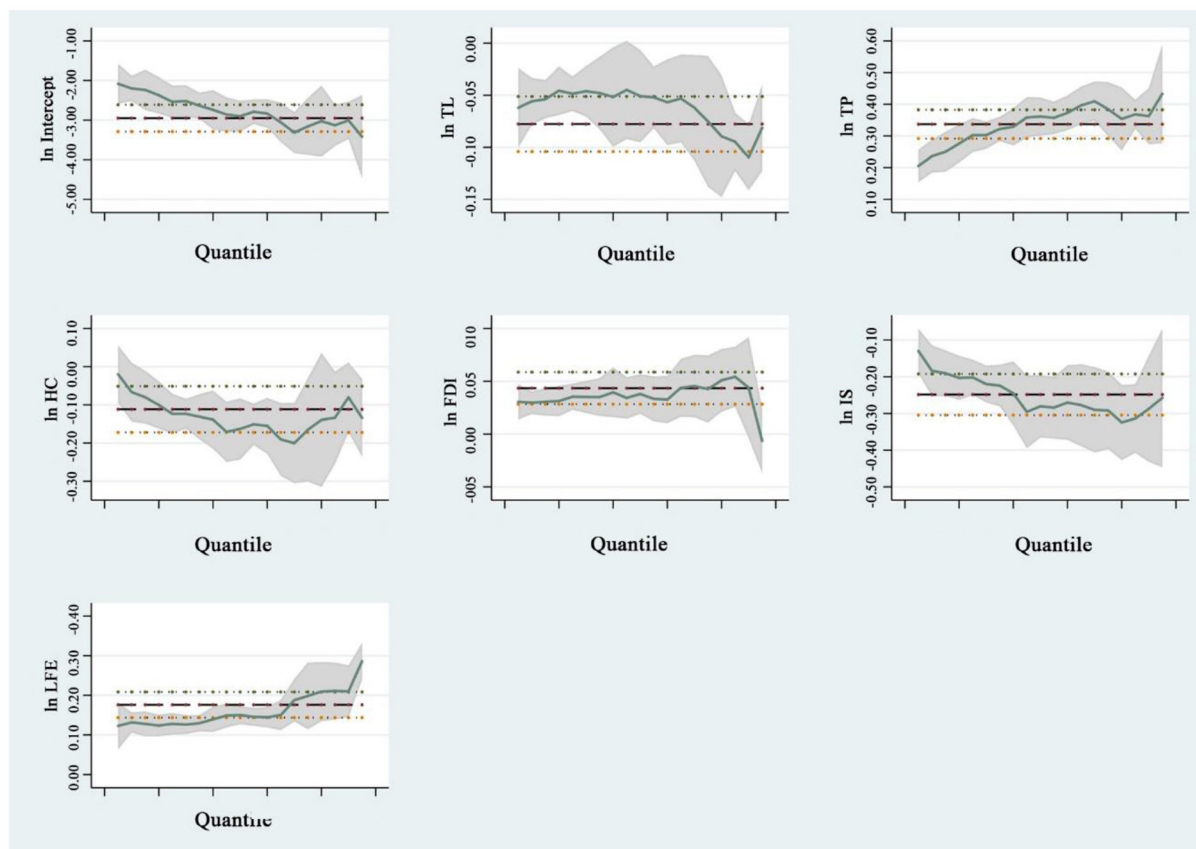 ln Intercept
-1.00
-2.00
-3.00
-4.00
-5.00
Quantile
ln TL
0.00
-0.05
-0.10
-0.15
Quantile
ln TP
0.60
0.50
0.40
0.30
0.20
0.10
Quantile
ln HC
0.10
0.00
-0.10
-0.20
-0.30
Quantile
ln FDI
010
0.05
0.00
-005
Quantile
ln IS
-0.10
-0.20
-0.30
-0.40
-0.50
Quantile
ln LFE
-0.40
0.30
0.20
0.10
0.00
Quantile